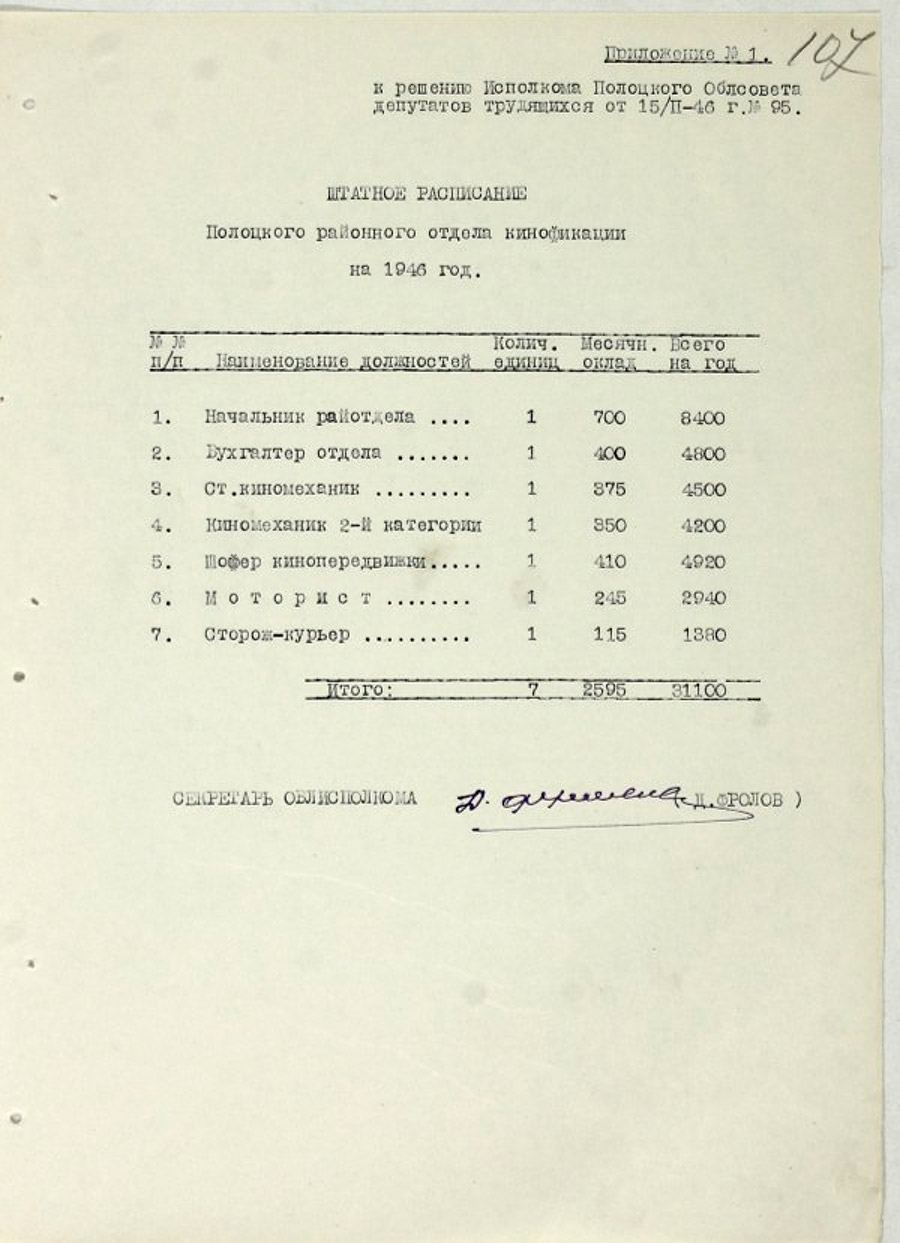 Приложение № 1. 107
к решению Исполкома Полоцкого Облсовета
депутатов трудящихся от 15/П-46 г.№ 95.
ШТАТНОЕ РАСПИСАНИЕ
Полоцкого районного отдела кинофикации
на 1946 год.
№ № Колич. Месячн. Всего
п/п Наименование должностей единиц оклад на год
1. Начальник райотдела .... 1 700 8400
2. Бухгалтер отдела ....... 1 400 4800
3. Ст.киномеханик ......... 1 375 4500
4. Киномеханик 2-й категории 1 350 4200
5. Шофер кинопередвижки..... 1 410 4920
6. М о т о р и с т ........ 1 245 2940
7. Сторож-курьер .......... 1 115 1380
Итого: 7 2595 31100
СЕКРЕТАРЬ ОБЛИСПОЛКОМА ( Д.ФРОЛОВ )